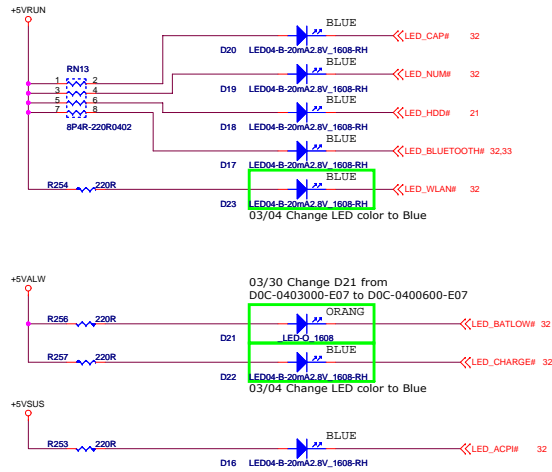 +5VRUN
BLUE
LED_CAP# 32
D20 LED04-B-20mA2.8V_1608-RH
RN13
BLUE
1 2
LED_NUM# 32
3 4
D19 LED04-B-20mA2.8V_1608-RH
5 6
BLUE
7 8
LED_HDD# 21
8P4R-220R0402
D18 LED04-B-20mA2.8V_1608-RH
BLUE
LED_BLUETOOTH# 32,33
D17 LED04-B-20mA2.8V_1608-RH
BLUE
R254 220R LED_WLAN# 32
D23 LED04-B-20mA2.8V_1608-RH
03/04 Change LED color to Blue
+5VALW
03/30 Change D21 from
D0C-0403000-E07 to D0C-0400600-E07
ORANG
R256 220R LED_BATLOW# 32
D21 _LED-O_1608
BLUE
R257 220R LED_CHARGE# 32
D22 LED04-B-20mA2.8V_1608-RH
03/04 Change LED color to Blue
+5VSUS
BLUE
R253 220R LED_ACPI# 32
D16 LED04-B-20mA2.8V_1608-RH